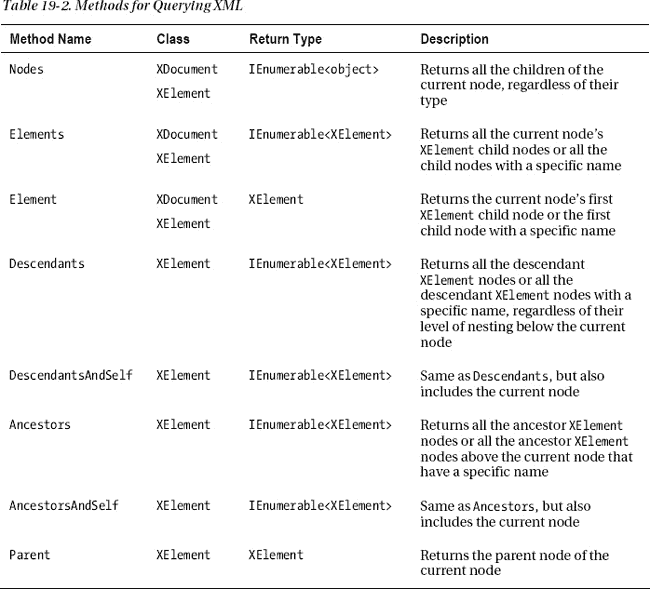 Table 19-2. Methods for Querying XML
Method Name Class Return Type Description
Nodes XDocument IEnumerable<object> Returns all the children of the
XElement current node, regardless of their
type
Elements XDocument IEnumerable<XElement> Returns all the current node's
XElement XElement child nodes or all the
child nodes with a specific name
Element XDocument XElement Returns the current node's first
XElement XElement child node or the first
child node with a specific name
Descendants XElement IEnumerable<XElement> Returns all the descendant
XElement nodes or all the
descendant XElement nodes with a
specific name, regardless of their
level of nesting below the current
node
DescendantsAndSelf XElement IEnumerable<XElement> Same as Descendants, but also
includes the current node
Ancestors XElement IEnumerable<XElement> Returns all the ancestor XElement
nodes or all the ancestor XElement
nodes above the current node that
have a specific name
AncestorsAndSelf XElement IEnumerable<XElement> Same as Ancestors, but also
includes the current node
Parent XElement XElement Returns the parent node of the
current node